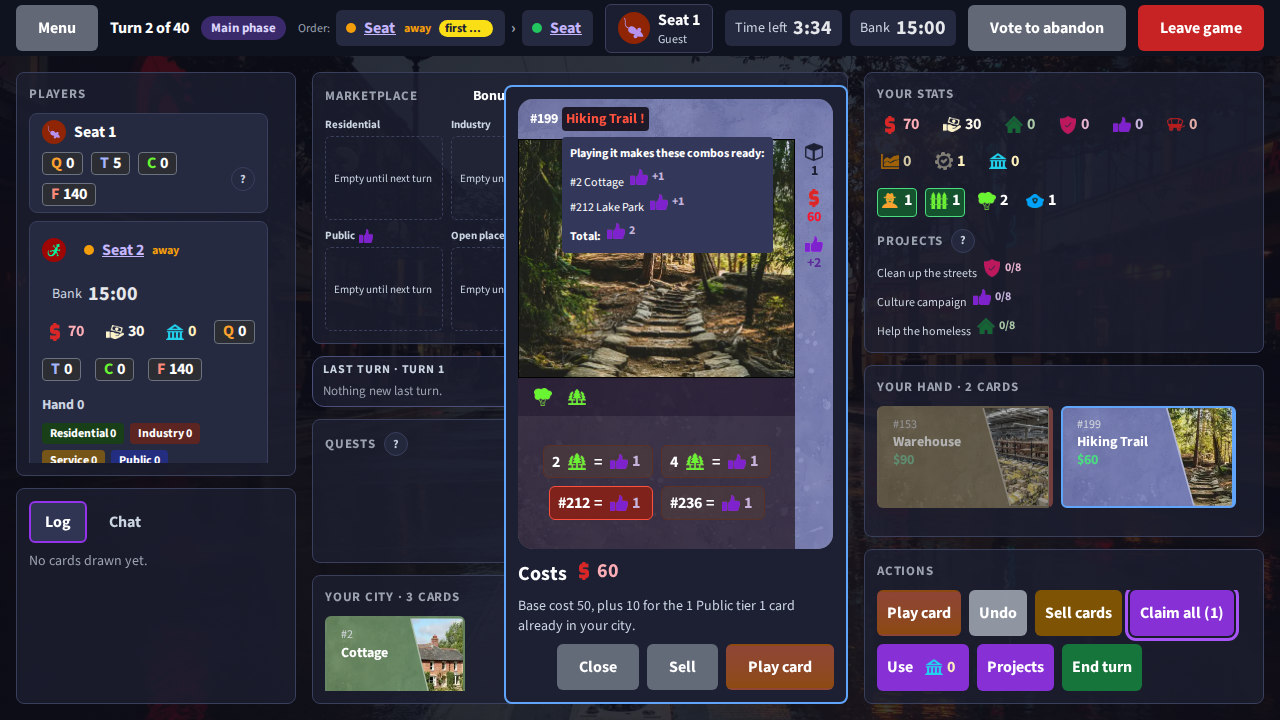 Menu
Turn 2 of 40
Main phase
Order:
Seat away first ...
›
Seat
Seat 1
Guest
Time left 3:34
Bank 15:00
Vote to abandon
Leave game
PLAYERS
Seat 1
Q 0
T 5
C 0
F 140
?
Seat 2 away
Bank 15:00
$ 70
30
0
Q 0
T 0
C 0
F 140
Hand 0
Residential 0
Industry 0
Service 0
Public 0
Log
Chat
No cards drawn yet.
MARKETPLACE
Bonu
Residential
Industry
Empty until next turn
Empty un
Public
Open place
Empty until next turn
Empty un
LAST TURN · TURN 1
Nothing new last turn.
QUESTS ?
YOUR CITY · 3 CARDS
#2
Cottage
#199 Hiking Trail !
Playing it makes these combos ready:
#2 Cottage +1
#212 Lake Park +1
Total: 2
1
$
60
+2
2 = 1
4 = 1
#212 = 1
#236 = 1
Costs $ 60
Base cost 50, plus 10 for the 1 Public tier 1 card
already in your city.
Close
Sell
Play card
YOUR STATS
$ 70
30
0
0
0
0
0
1
0
1
1
2
1
PROJECTS ?
Clean up the streets 0/8
Culture campaign 0/8
Help the homeless 0/8
YOUR HAND · 2 CARDS
#153
Warehouse
$90
#199
Hiking Trail
$60
ACTIONS
Play card
Undo
Sell cards
Claim all (1)
Use 0
Projects
End turn